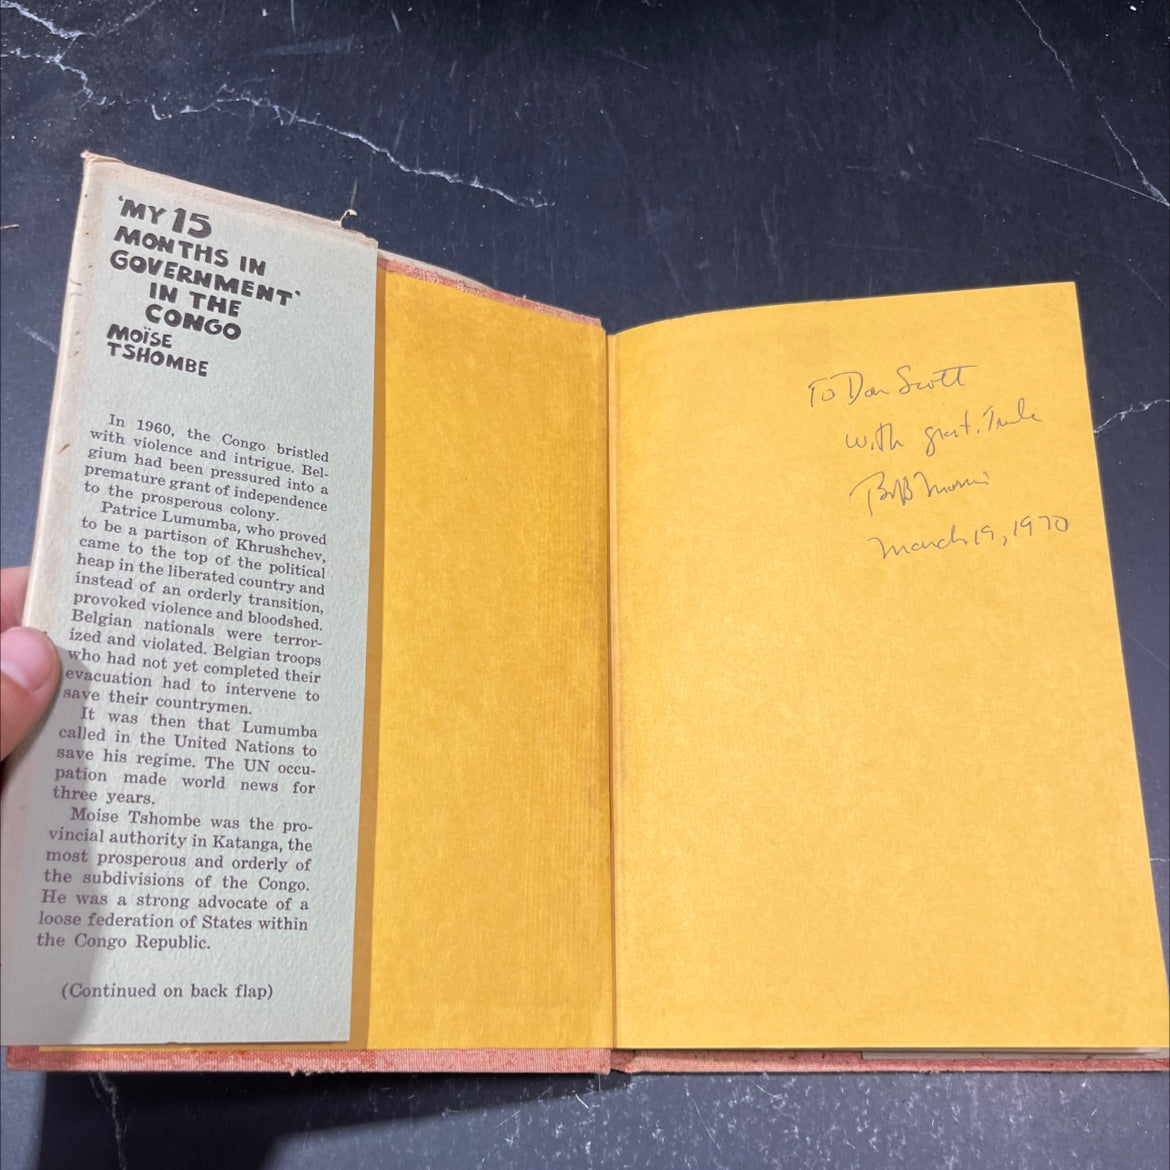 'MY 15
MONTHS IN
GOVERNMENT'
IN THE
CONGO
MOÏSE
TSHOMBE
In 1960, the Congo bristled
with violence and intrigue. Bel-
gium had been pressured into a
premature grant of independence
to the prosperous colony.
Patrice Lumumba, who proved
to be a partison of Khrushchev,
came to the top of the political
heap in the liberated country and
instead of an orderly transition,
provoked violence and bloodshed.
Belgian nationals were terror-
ized and violated. Belgian troops
who had not yet completed their
evacuation had to intervene to
save their countrymen.
It was then that Lumumba
called in the United Nations to
save his regime. The UN occu-
pation made world news for
three years.
Moise Tshombe was the pro-
vincial authority in Katanga, the
most prosperous and orderly of
the subdivisions of the Congo.
He was a strong advocate of a
loose federation of States within
the Congo Republic.
(Continued on back flap)
To Don Scott
with gratitude
Bob Morris
March 19, 1970